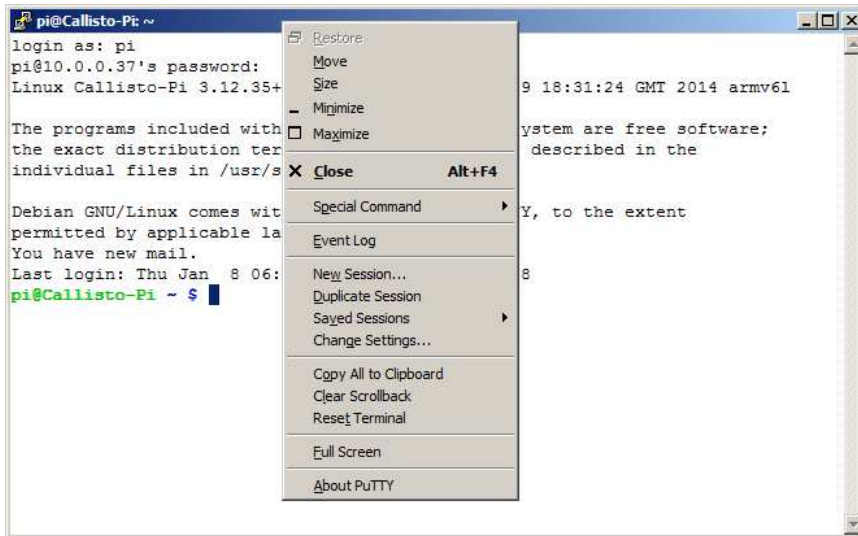 pi@Callisto-Pi: ~
login as: pi
pi@10.0.0.37's password:
Linux Callisto-Pi 3.12.35+ 9 18:31:24 GMT 2014 armv6l
The programs included with ystem are free software;
the exact distribution ter described in the
individual files in /usr/s
Debian GNU/Linux comes wit Y, to the extent
permitted by applicable la
You have new mail.
Last login: Thu Jan  8 06: 8
pi@Callisto-Pi ~ $
Restore
Move
Size
Minimize
Maximize
Close Alt+F4
Special Command
Event Log
New Session...
Duplicate Session
Saved Sessions
Change Settings...
Copy All to Clipboard
Clear Scrollback
Reset Terminal
Full Screen
About PuTTY